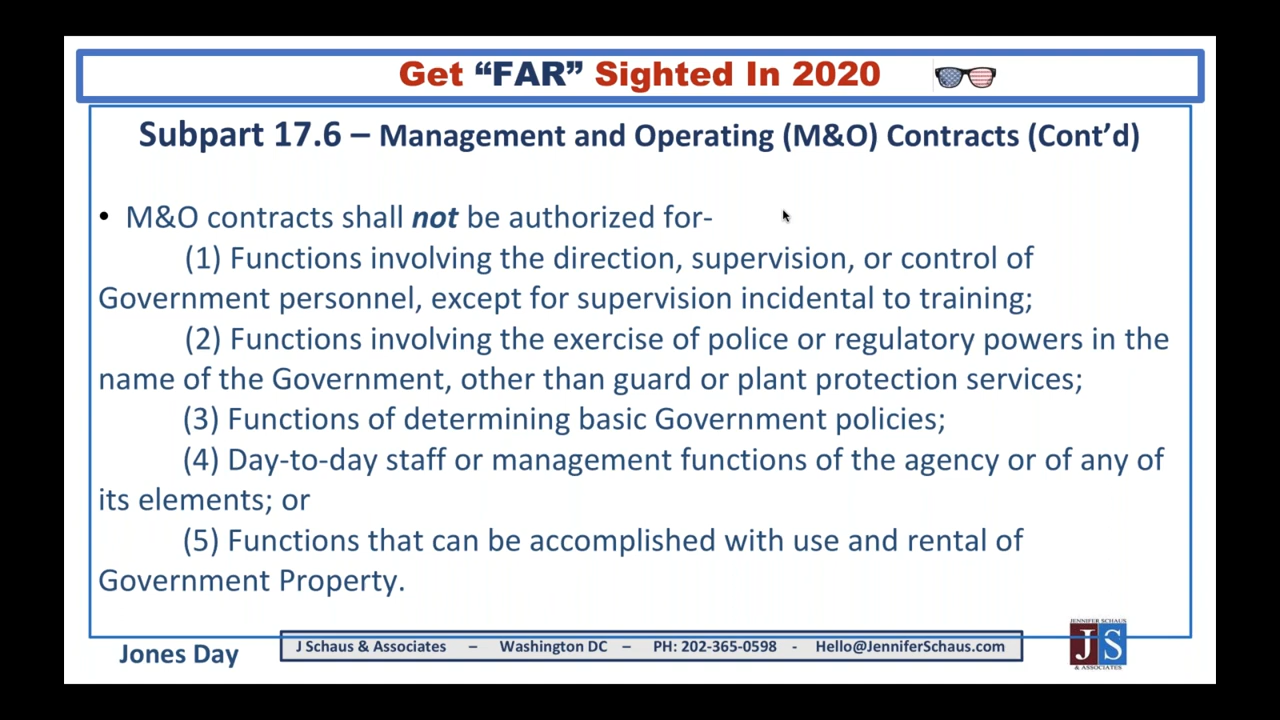 Get “FAR” Sighted In 2020
Subpart 17.6 – Management and Operating (M&O) Contracts (Cont’d)
• M&O contracts shall not be authorized for-
(1) Functions involving the direction, supervision, or control of
Government personnel, except for supervision incidental to training;
(2) Functions involving the exercise of police or regulatory powers in the
name of the Government, other than guard or plant protection services;
(3) Functions of determining basic Government policies;
(4) Day-to-day staff or management functions of the agency or of any of
its elements; or
(5) Functions that can be accomplished with use and rental of
Government Property.
Jones Day
J Schaus & Associates – Washington DC – PH: 202-365-0598 - Hello@JenniferSchaus.com
JENNIFER SCHAUS
JS
& ASSOCIATES